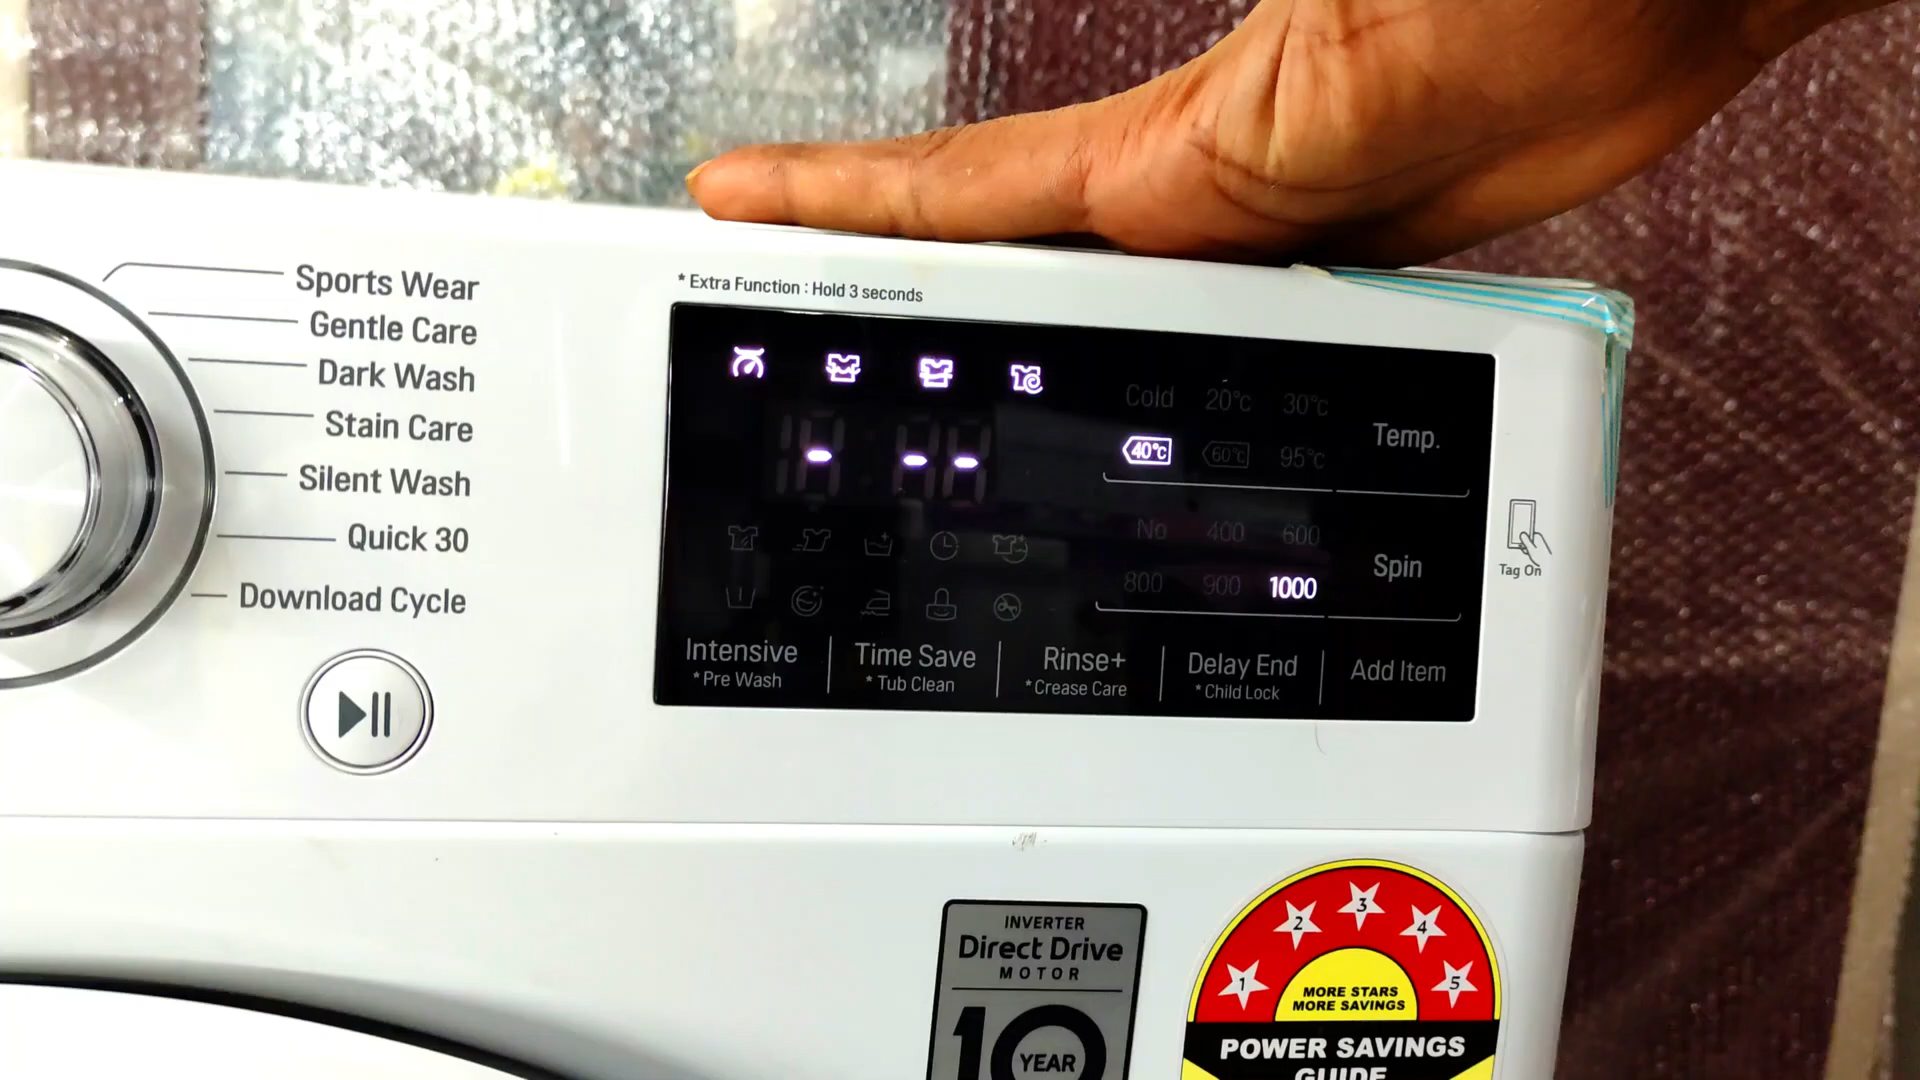 Sports Wear
Gentle Care
Dark Wash
Stain Care
Silent Wash
Quick 30
Download Cycle
* Extra Function : Hold 3 seconds
- - -
Cold 20°c 30°c
40°c 60°c 95°c
Temp.
No 400 600
800 900 1000
Spin
Intensive
* Pre Wash
Time Save
* Tub Clean
Rinse+
* Crease Care
Delay End
* Child Lock
Add Item
Tag On
INVERTER
Direct Drive
MOTOR
10
YEAR
1 2 3 4 5
MORE STARS
MORE SAVINGS
POWER SAVINGS
GUIDE